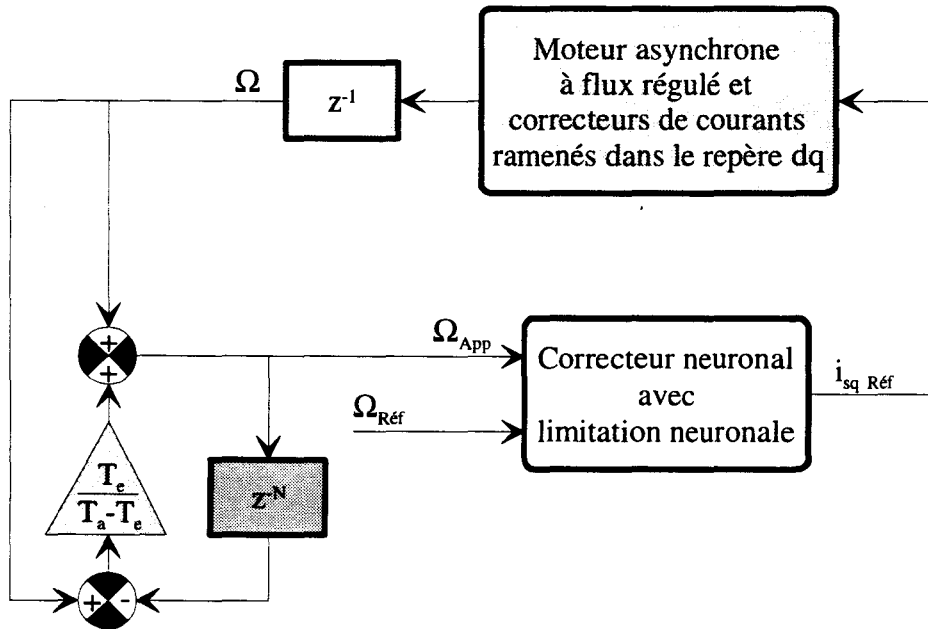 Moteur asynchrone
à flux régulé et
correcteurs de courants
ramenés dans le repère dq
z⁻¹
Ω
+
+
Ω_App
Ω_Réf
Correcteur neuronal
avec
limitation neuronale
i_sq Réf
z⁻ᴺ
T_e
T_a-T_e
+
-